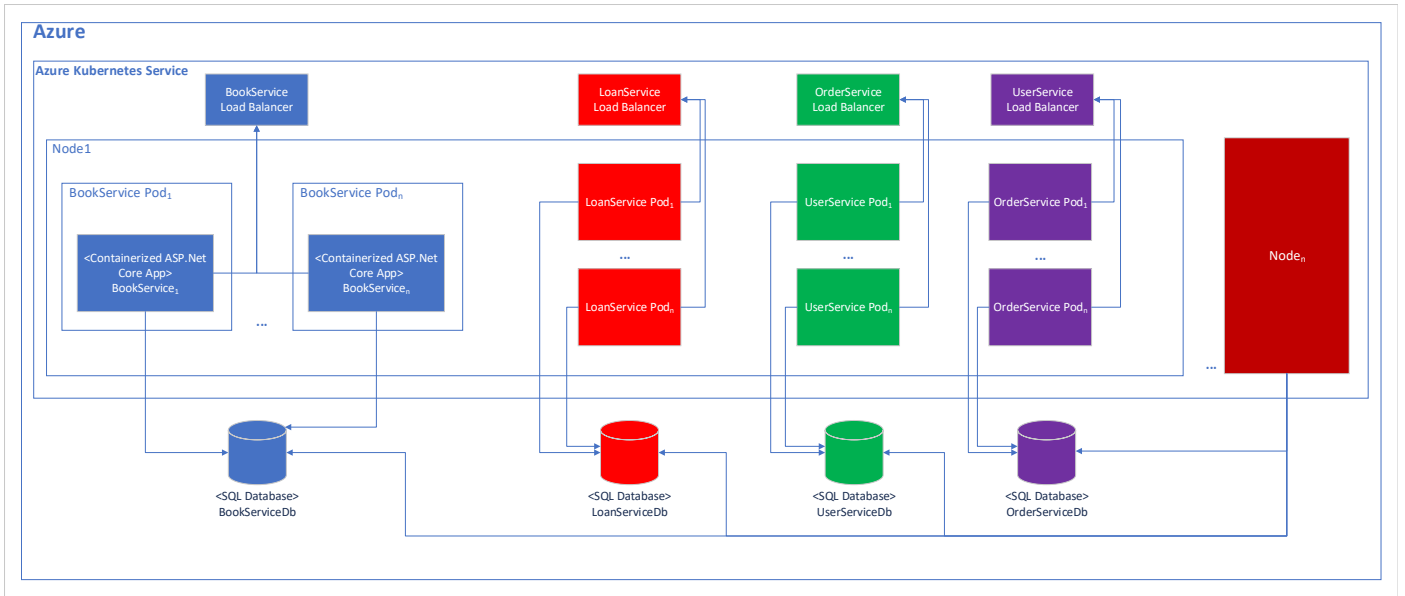 Azure
Azure Kubernetes Service
BookService
Load Balancer
LoanService
Load Balancer
OrderService
Load Balancer
UserService
Load Balancer
Node1
BookService Pod₁
BookService Podₙ
<Containerized ASP.Net
Core App>
BookService₁
<Containerized ASP.Net
Core App>
BookServiceₙ
...
LoanService Pod₁
...
LoanService Podₙ
UserService Pod₁
...
UserService Podₙ
OrderService Pod₁
...
OrderService Podₙ
...
Nodeₙ
<SQL Database>
BookServiceDb
<SQL Database>
LoanServiceDb
<SQL Database>
UserServiceDb
<SQL Database>
OrderServiceDb